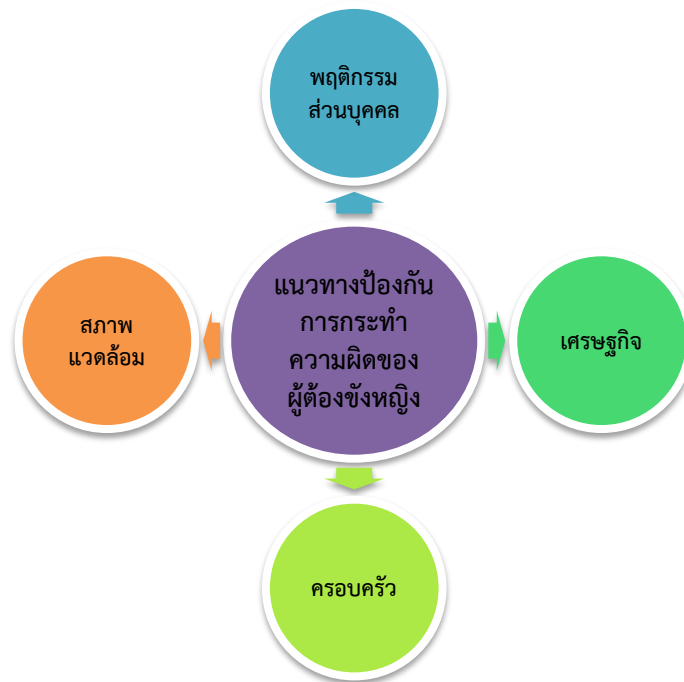 พฤติกรรม
ส่วนบุคคล
แนวทางป้องกัน
การกระทำ
ความผิดของ
ผู้ต้องขังหญิง
สภาพ
แวดล้อม
เศรษฐกิจ
ครอบครัว